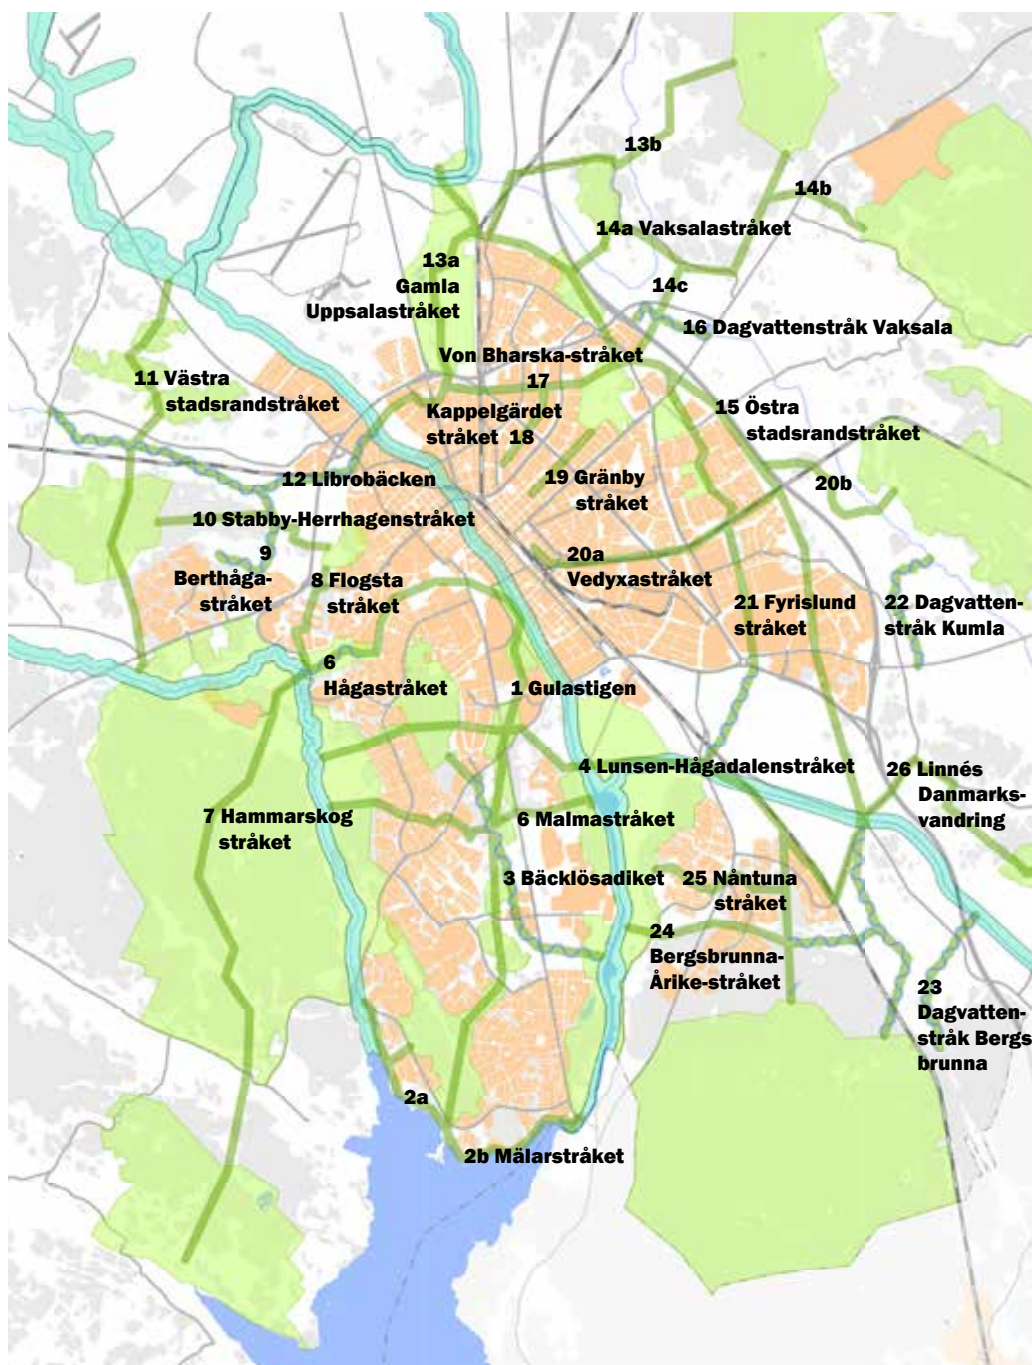 13b
14b
14a Vaksalastråket
13a
Gamla
Uppsalastråket
14c
16 Dagvattenstråk Vaksala
Von Bharska-stråket
17
11 Västra
stadsrandstråket
Kappelgärdet
stråket 18
15 Östra
stadsrandstråket
12 Librobäcken
19 Gränby
stråket
20b
10 Stabby-Herrhagenstråket
9
Berthåga-
stråket
8 Flogsta
stråket
20a
Vedyxastråket
21 Fyrislund
stråket
22 Dagvatten-
stråk Kumla
6
Hågastråket
1 Gulastigen
4 Lunsen-Hågadalenstråket
26 Linnés
Danmarks-
vandring
7 Hammarskog
stråket
6 Malmastråket
3 Bäcklösadiket
25 Nåntuna
stråket
24
Bergsbrunna-
Årike-stråket
23
Dagvatten-
stråk Bergs
brunna
2a
2b Mälarstråket